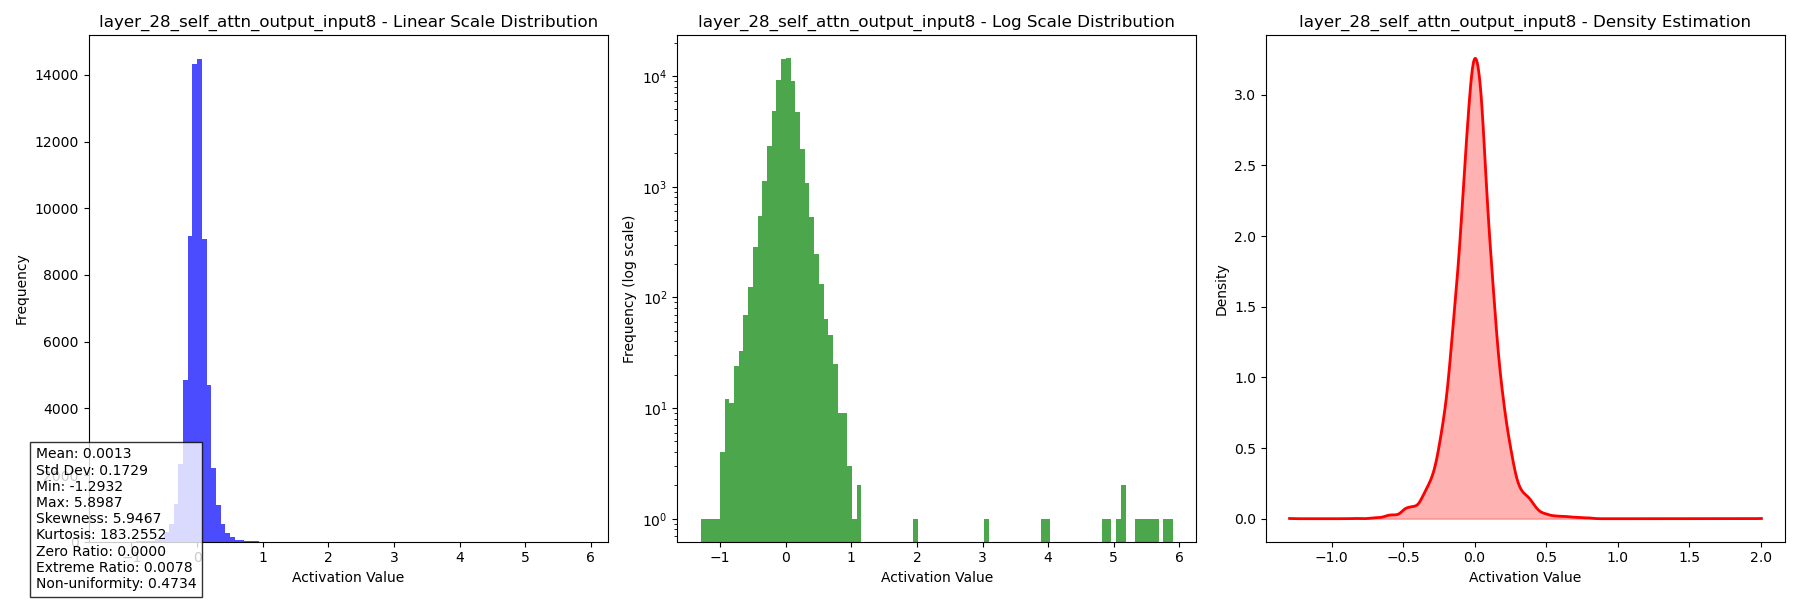 layer_28_self_attn_output_input8 - Linear Scale Distribution
layer_28_self_attn_output_input8 - Log Scale Distribution
layer_28_self_attn_output_input8 - Density Estimation
Frequency
14000
12000
10000
8000
6000
4000
2000
0
Mean: 0.0013
Std Dev: 0.1729
Min: -1.2932
Max: 5.8987
Skewness: 5.9467
Kurtosis: 183.2552
Zero Ratio: 0.0000
Extreme Ratio: 0.0078
Non-uniformity: 0.4734
0 1 2 3 4 5 6
Activation Value
Frequency (log scale)
10⁴
10³
10²
10¹
10⁰
−1 0 1 2 3 4 5 6
Activation Value
Density
3.0
2.5
2.0
1.5
1.0
0.5
0.0
−1.0 −0.5 0.0 0.5 1.0 1.5 2.0
Activation Value